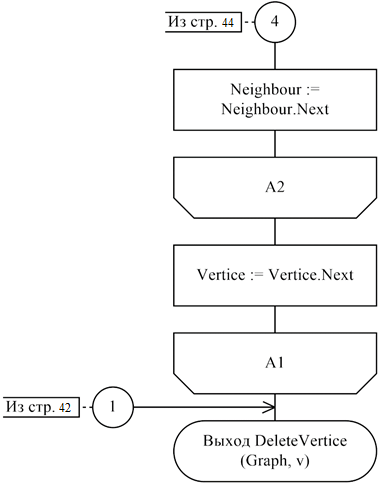 Из стр. 44
4
Neighbour :=
Neighbour.Next
A2
Vertice := Vertice.Next
A1
Из стр. 42
1
Выход DeleteVertice
(Graph, v)